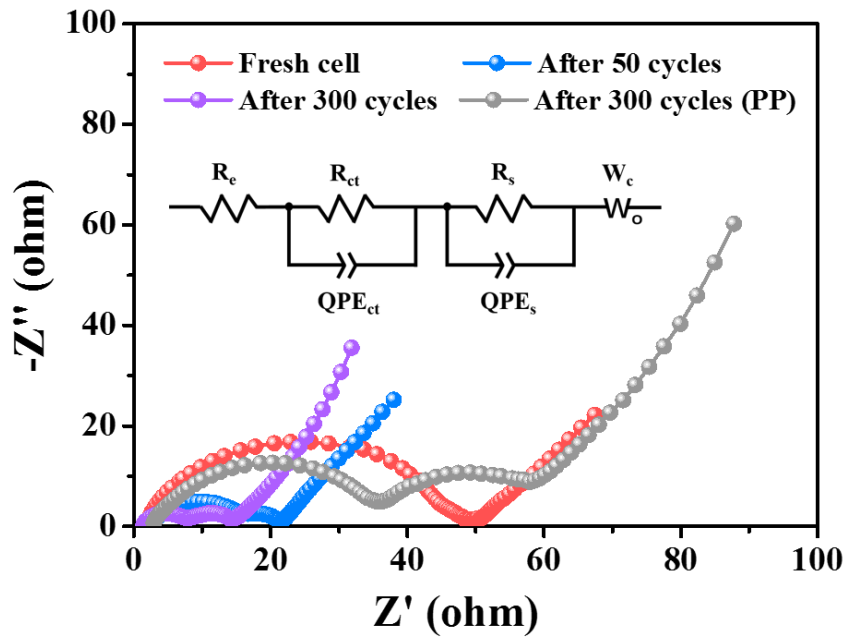 100
Fresh cell After 50 cycles
After 300 cycles After 300 cycles (PP)
80
Re Rct Rs Wc
o
60
QPEct QPEs
40
20
0
-Z'' (ohm)
0 20 40 60 80 100
Z' (ohm)